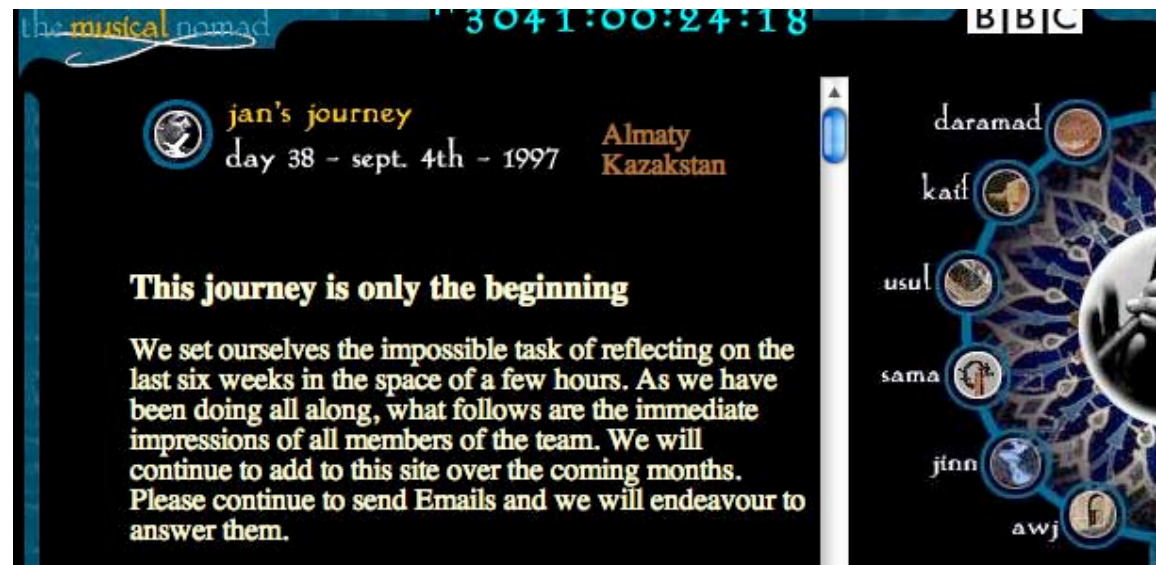 the musical nomad
3041:00:24:18
BBC
jan's journey
day 38 - sept. 4th - 1997
Almaty
Kazakstan
This journey is only the beginning
We set ourselves the impossible task of reflecting on the
last six weeks in the space of a few hours. As we have
been doing all along, what follows are the immediate
impressions of all members of the team. We will
continue to add to this site over the coming months.
Please continue to send Emails and we will endeavour to
answer them.
daramad
kaif
usul
sama
jinn
awj